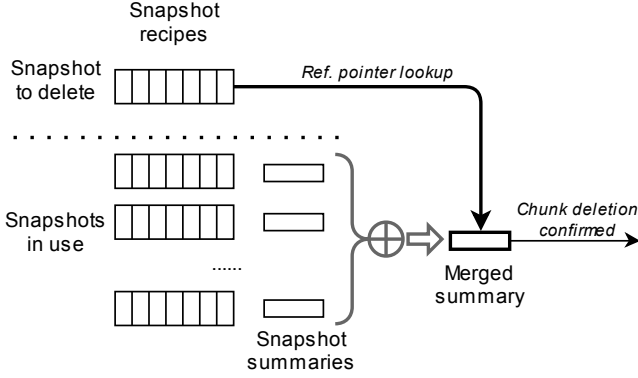 Snapshot
recipes
Snapshot
to delete
Ref. pointer lookup
Snapshots
in use
......
Chunk deletion
confirmed
Merged
summary
Snapshot
summaries